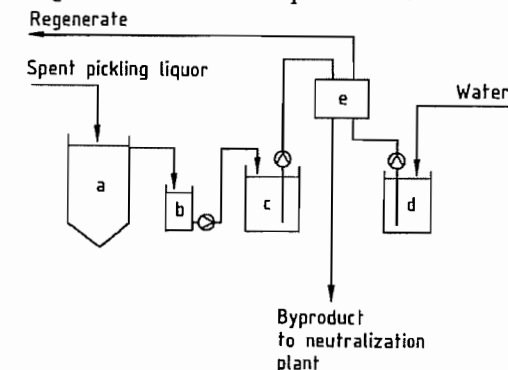 Regenerate
Spent pickling liquor
Water
a
b
c
d
e
Byproduct
to neutralization
plant